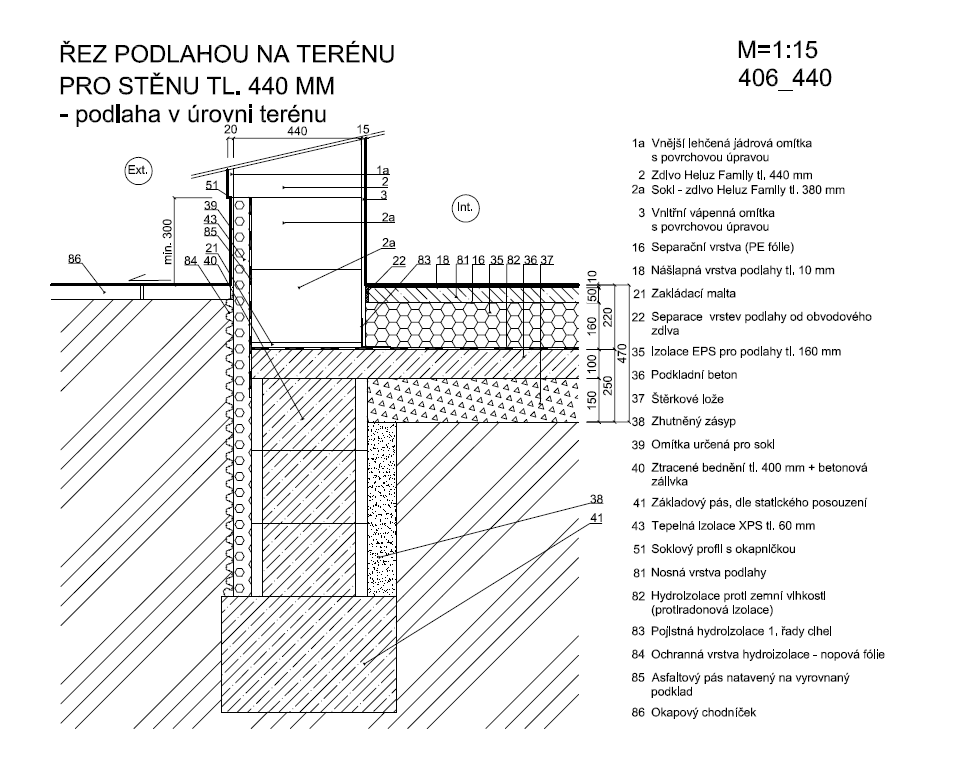 ŘEZ PODLAHOU NA TERÉNU
PRO STĚNU TL. 440 MM
- podlaha v úrovni terénu
M=1:15
406_440
20 440 15
Ext.
Int.
1a
2
3
51
39
43
85
21
84 40
86
min. 300
2a
2a
22 83 18 81 16 35 82 36 37
10
50
160
220
100
150
250
470
38
41
1a Vnější lehčená jádrová omítka
s povrchovou úpravou
2 Zdivo Heluz Family tl. 440 mm
2a Sokl - zdivo Heluz Family tl. 380 mm
3 Vnitřní vápenná omítka
s povrchovou úpravou
16 Separační vrstva (PE fólie)
18 Nášlapná vrstva podlahy tl. 10 mm
21 Zakládací malta
22 Separace vrstev podlahy od obvodového
zdiva
35 Izolace EPS pro podlahy tl. 160 mm
36 Podkladní beton
37 Štěrkové lože
38 Zhutněný zásyp
39 Omítka určená pro sokl
40 Ztracené bednění tl. 400 mm + betonová
zálivka
41 Základový pás, dle statického posouzení
43 Tepelná izolace XPS tl. 60 mm
51 Soklový profil s okapničkou
81 Nosná vrstva podlahy
82 Hydroizolace proti zemní vlhkosti
(protiradonová izolace)
83 Pojistná hydroizolace 1. řady cihel
84 Ochranná vrstva hydroizolace - nopová fólie
85 Asfaltový pás natavený na vyrovnaný
podklad
86 Okapový chodníček